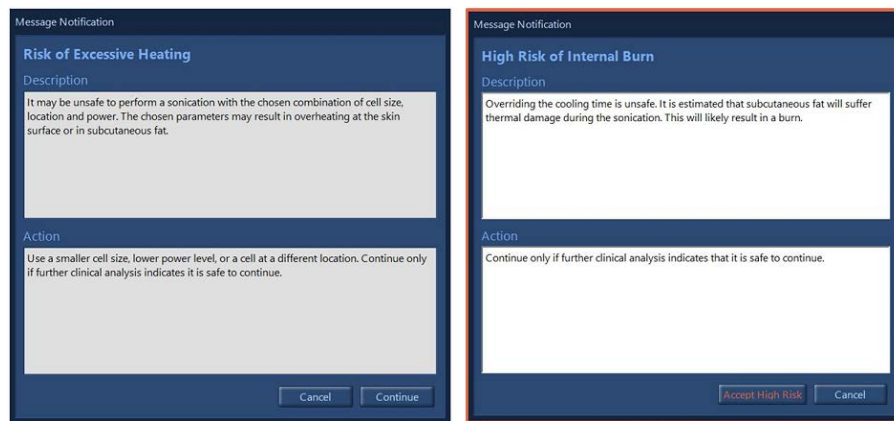 Message Notification
Risk of Excessive Heating
Description
It may be unsafe to perform a sonication with the chosen combination of cell size,
location and power. The chosen parameters may result in overheating at the skin
surface or in subcutaneous fat.
Action
Use a smaller cell size, lower power level, or a cell at a different location. Continue only
if further clinical analysis indicates it is safe to continue.
Cancel
Continue
Message Notification
High Risk of Internal Burn
Description
Overriding the cooling time is unsafe. It is estimated that subcutaneous fat will suffer
thermal damage during the sonication. This will likely result in a burn.
Action
Continue only if further clinical analysis indicates that it is safe to continue.
Accept High Risk
Cancel